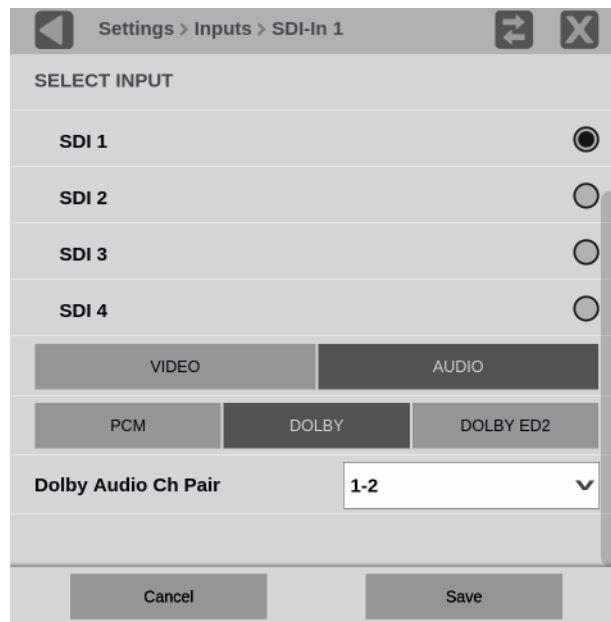 Settings > Inputs > SDI-In 1
SELECT INPUT
SDI 1
SDI 2
SDI 3
SDI 4
VIDEO AUDIO
PCM DOLBY DOLBY ED2
Dolby Audio Ch Pair 1-2
Cancel Save